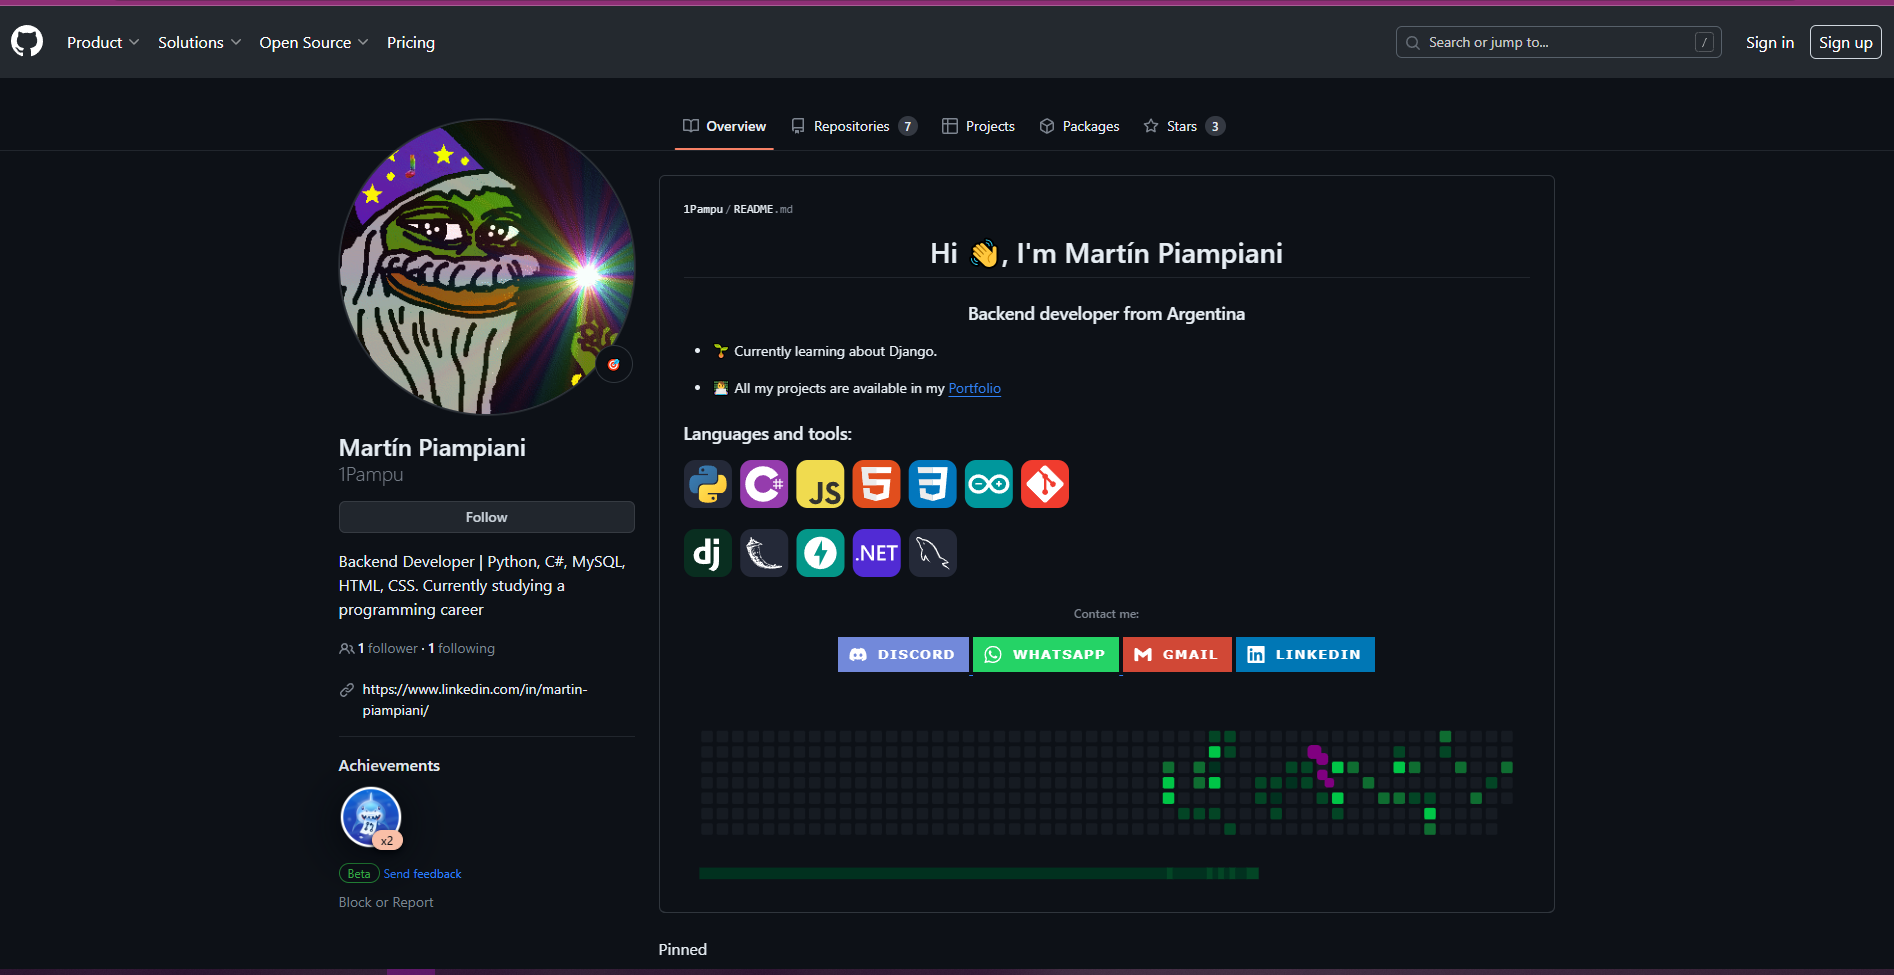 Product
Solutions
Open Source
Pricing
Search or jump to...
/
Sign in
Sign up
Overview
Repositories 7
Projects
Packages
Stars 3
Martín Piampiani
1Pampu
Follow
Backend Developer | Python, C#, MySQL,
HTML, CSS. Currently studying a
programming career
1 follower · 1 following
https://www.linkedin.com/in/martin-
piampiani/
Achievements
x2
Beta Send feedback
Block or Report
1Pampu / README.md
Hi 👋, I'm Martín Piampiani
Backend developer from Argentina
Currently learning about Django.
All my projects are available in my Portfolio
Languages and tools:
C#
JS
5
3
dj
.NET
Contact me:
DISCORD
WHATSAPP
GMAIL
LINKEDIN
Pinned